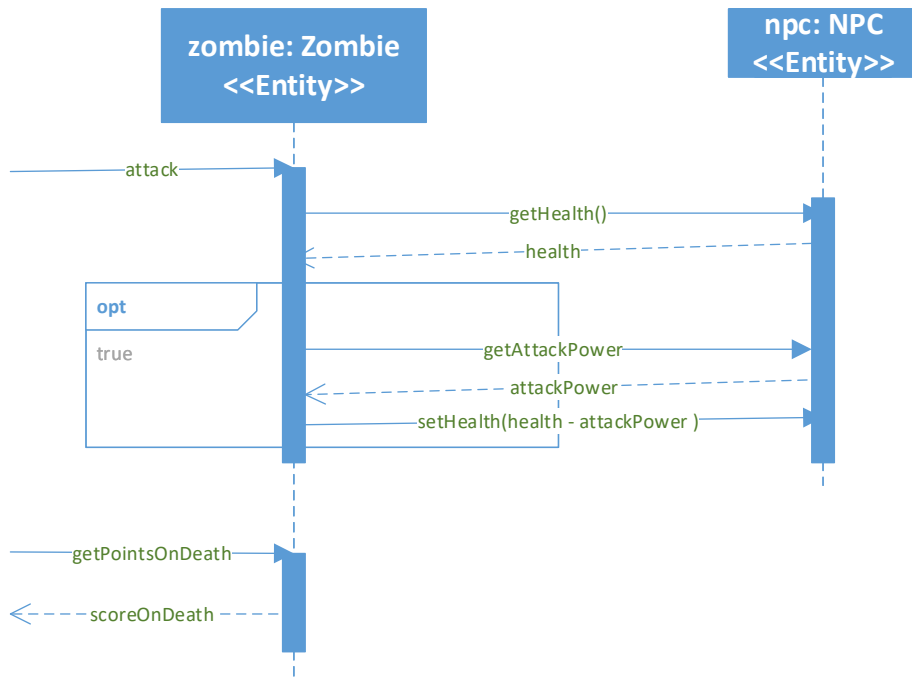 zombie: Zombie
<<Entity>>
npc: NPC
<<Entity>>
attack
getHealth()
health
opt
true
getAttackPower
attackPower
setHealth(health - attackPower )
getPointsOnDeath
scoreOnDeath